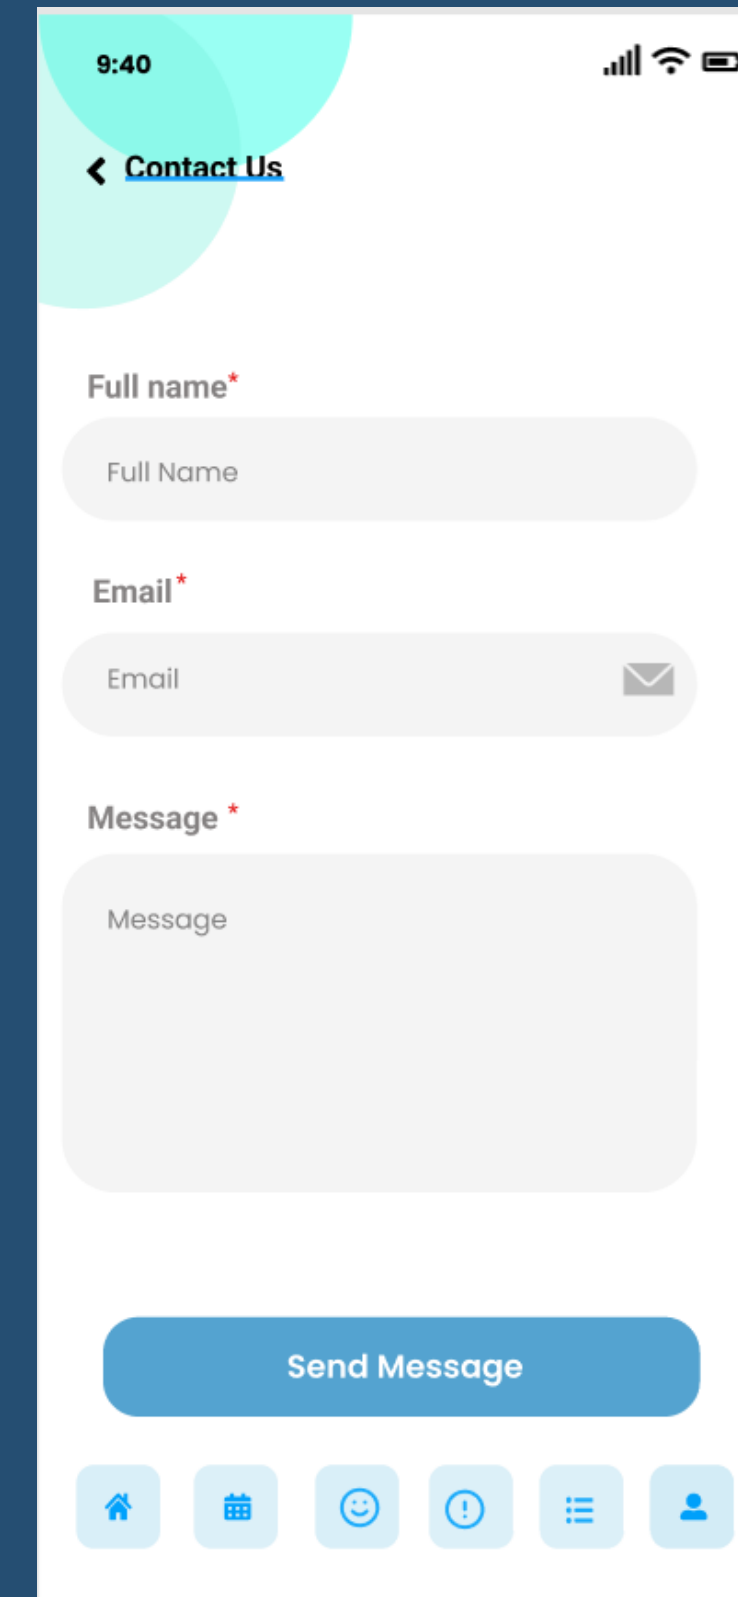 9:40
Contact Us
Full name*
Full Name
Email*
Email
Message *
Message
Send Message